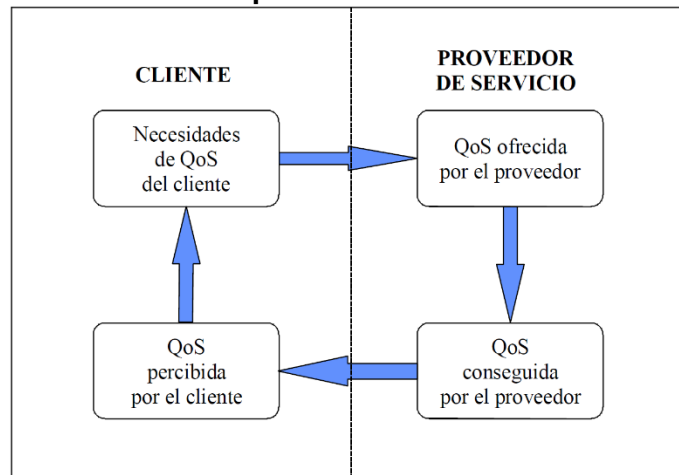 CLIENTE
PROVEEDOR
DE SERVICIO
Necesidades
de QoS
del cliente
QoS ofrecida
por el proveedor
QoS
percibida
por el cliente
QoS
conseguida
por el proveedor